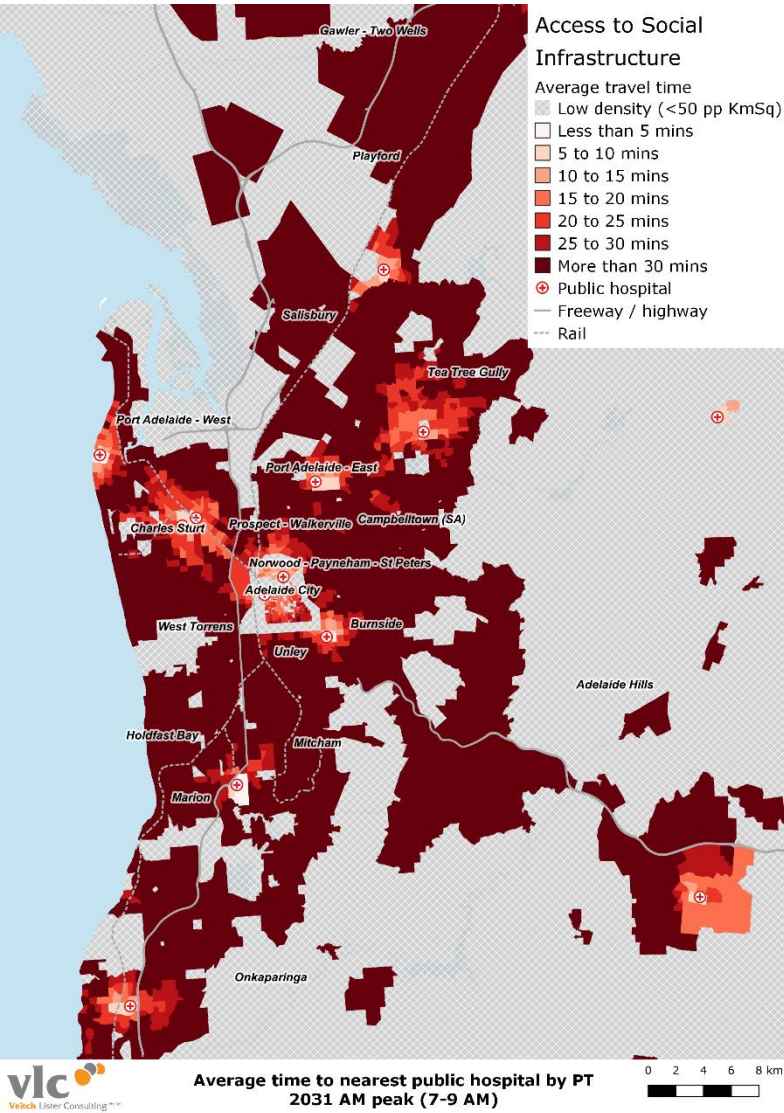 Access to Social
Infrastructure
Average travel time
Low density (<50 pp KmSq)
Less than 5 mins
5 to 10 mins
10 to 15 mins
15 to 20 mins
20 to 25 mins
25 to 30 mins
More than 30 mins
Public hospital
Freeway / highway
Rail
Gawler - Two Wells
Playford
Salisbury
Tea Tree Gully
Port Adelaide - West
Port Adelaide - East
Charles Sturt
Prospect - Walkerville
Campbelltown (SA)
Norwood - Payneham - St Peters
Adelaide City
West Torrens
Burnside
Unley
Adelaide Hills
Holdfast Bay
Mitcham
Marion
Onkaparinga
vlc
Veitch Lister Consulting
Average time to nearest public hospital by PT
2031 AM peak (7-9 AM)
0 2 4 6 8 km